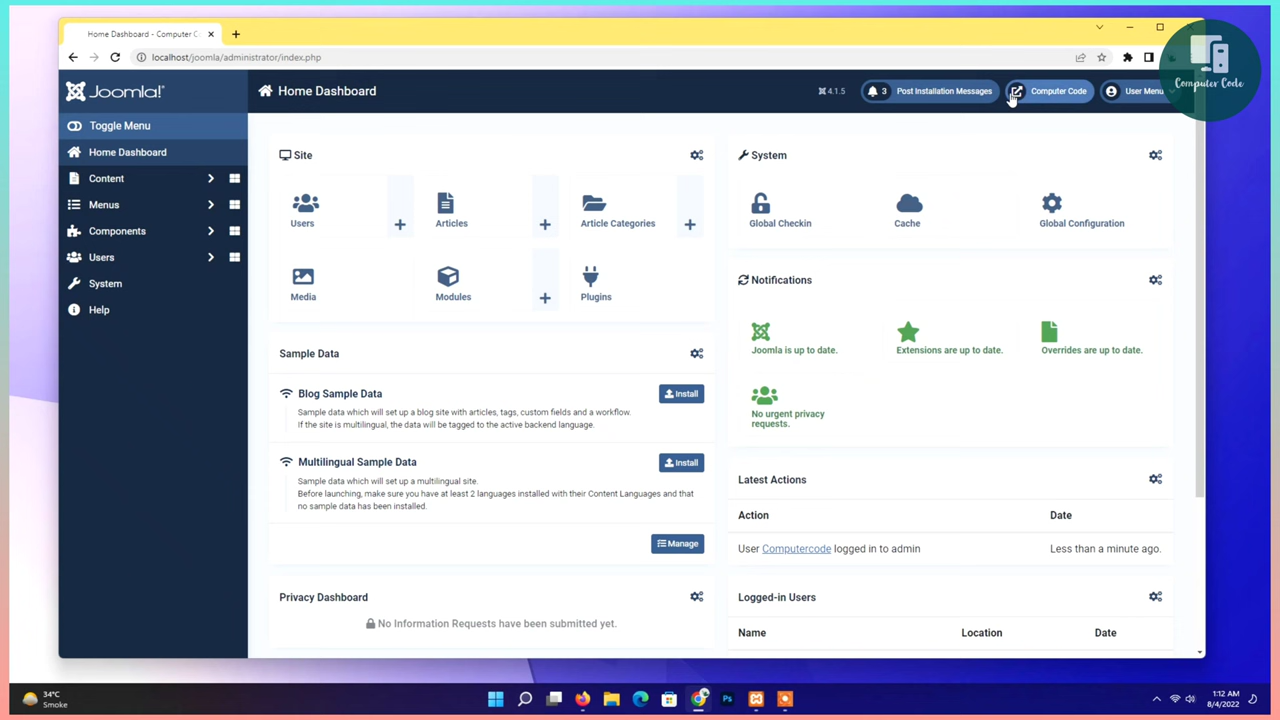 Home Dashboard - Computer C
localhost/joomla/administrator/index.php
Computer Code
Joomla!
Home Dashboard
4.1.5
3 Post Installation Messages
Computer Code
User Menu
Toggle Menu
Home Dashboard
Content
Menus
Components
Users
System
Help
Site
Users
Articles
Article Categories
Media
Modules
Plugins
Sample Data
Blog Sample Data
Install
Sample data which will set up a blog site with articles, tags, custom fields and a workflow.
If the site is multilingual, the data will be tagged to the active backend language.
Multilingual Sample Data
Install
Sample data which will set up a multilingual site.
Before launching, make sure you have at least 2 languages installed with their Content Languages and that
no sample data has been installed.
Manage
Privacy Dashboard
No Information Requests have been submitted yet.
System
Global Checkin
Cache
Global Configuration
Notifications
Joomla is up to date.
Extensions are up to date.
Overrides are up to date.
No urgent privacy
requests.
Latest Actions
Action Date
User Computercode logged in to admin Less than a minute ago.
Logged-in Users
Name Location Date
34°C
Smoke
Ps
1:12 AM
8/4/2022